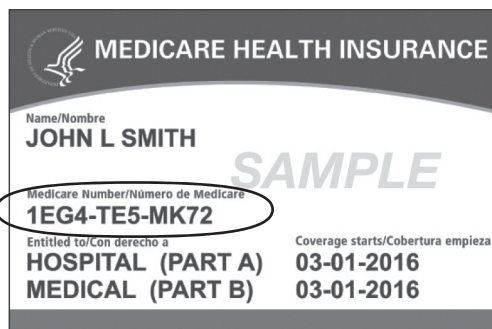 MEDICARE HEALTH INSURANCE
Name/Nombre
JOHN L SMITH
SAMPLE
Medicare Number/Número de Medicare
1EG4-TE5-MK72
Entitled to/Con derecho a Coverage starts/Cobertura empieza
HOSPITAL (PART A) 03-01-2016
MEDICAL (PART B) 03-01-2016